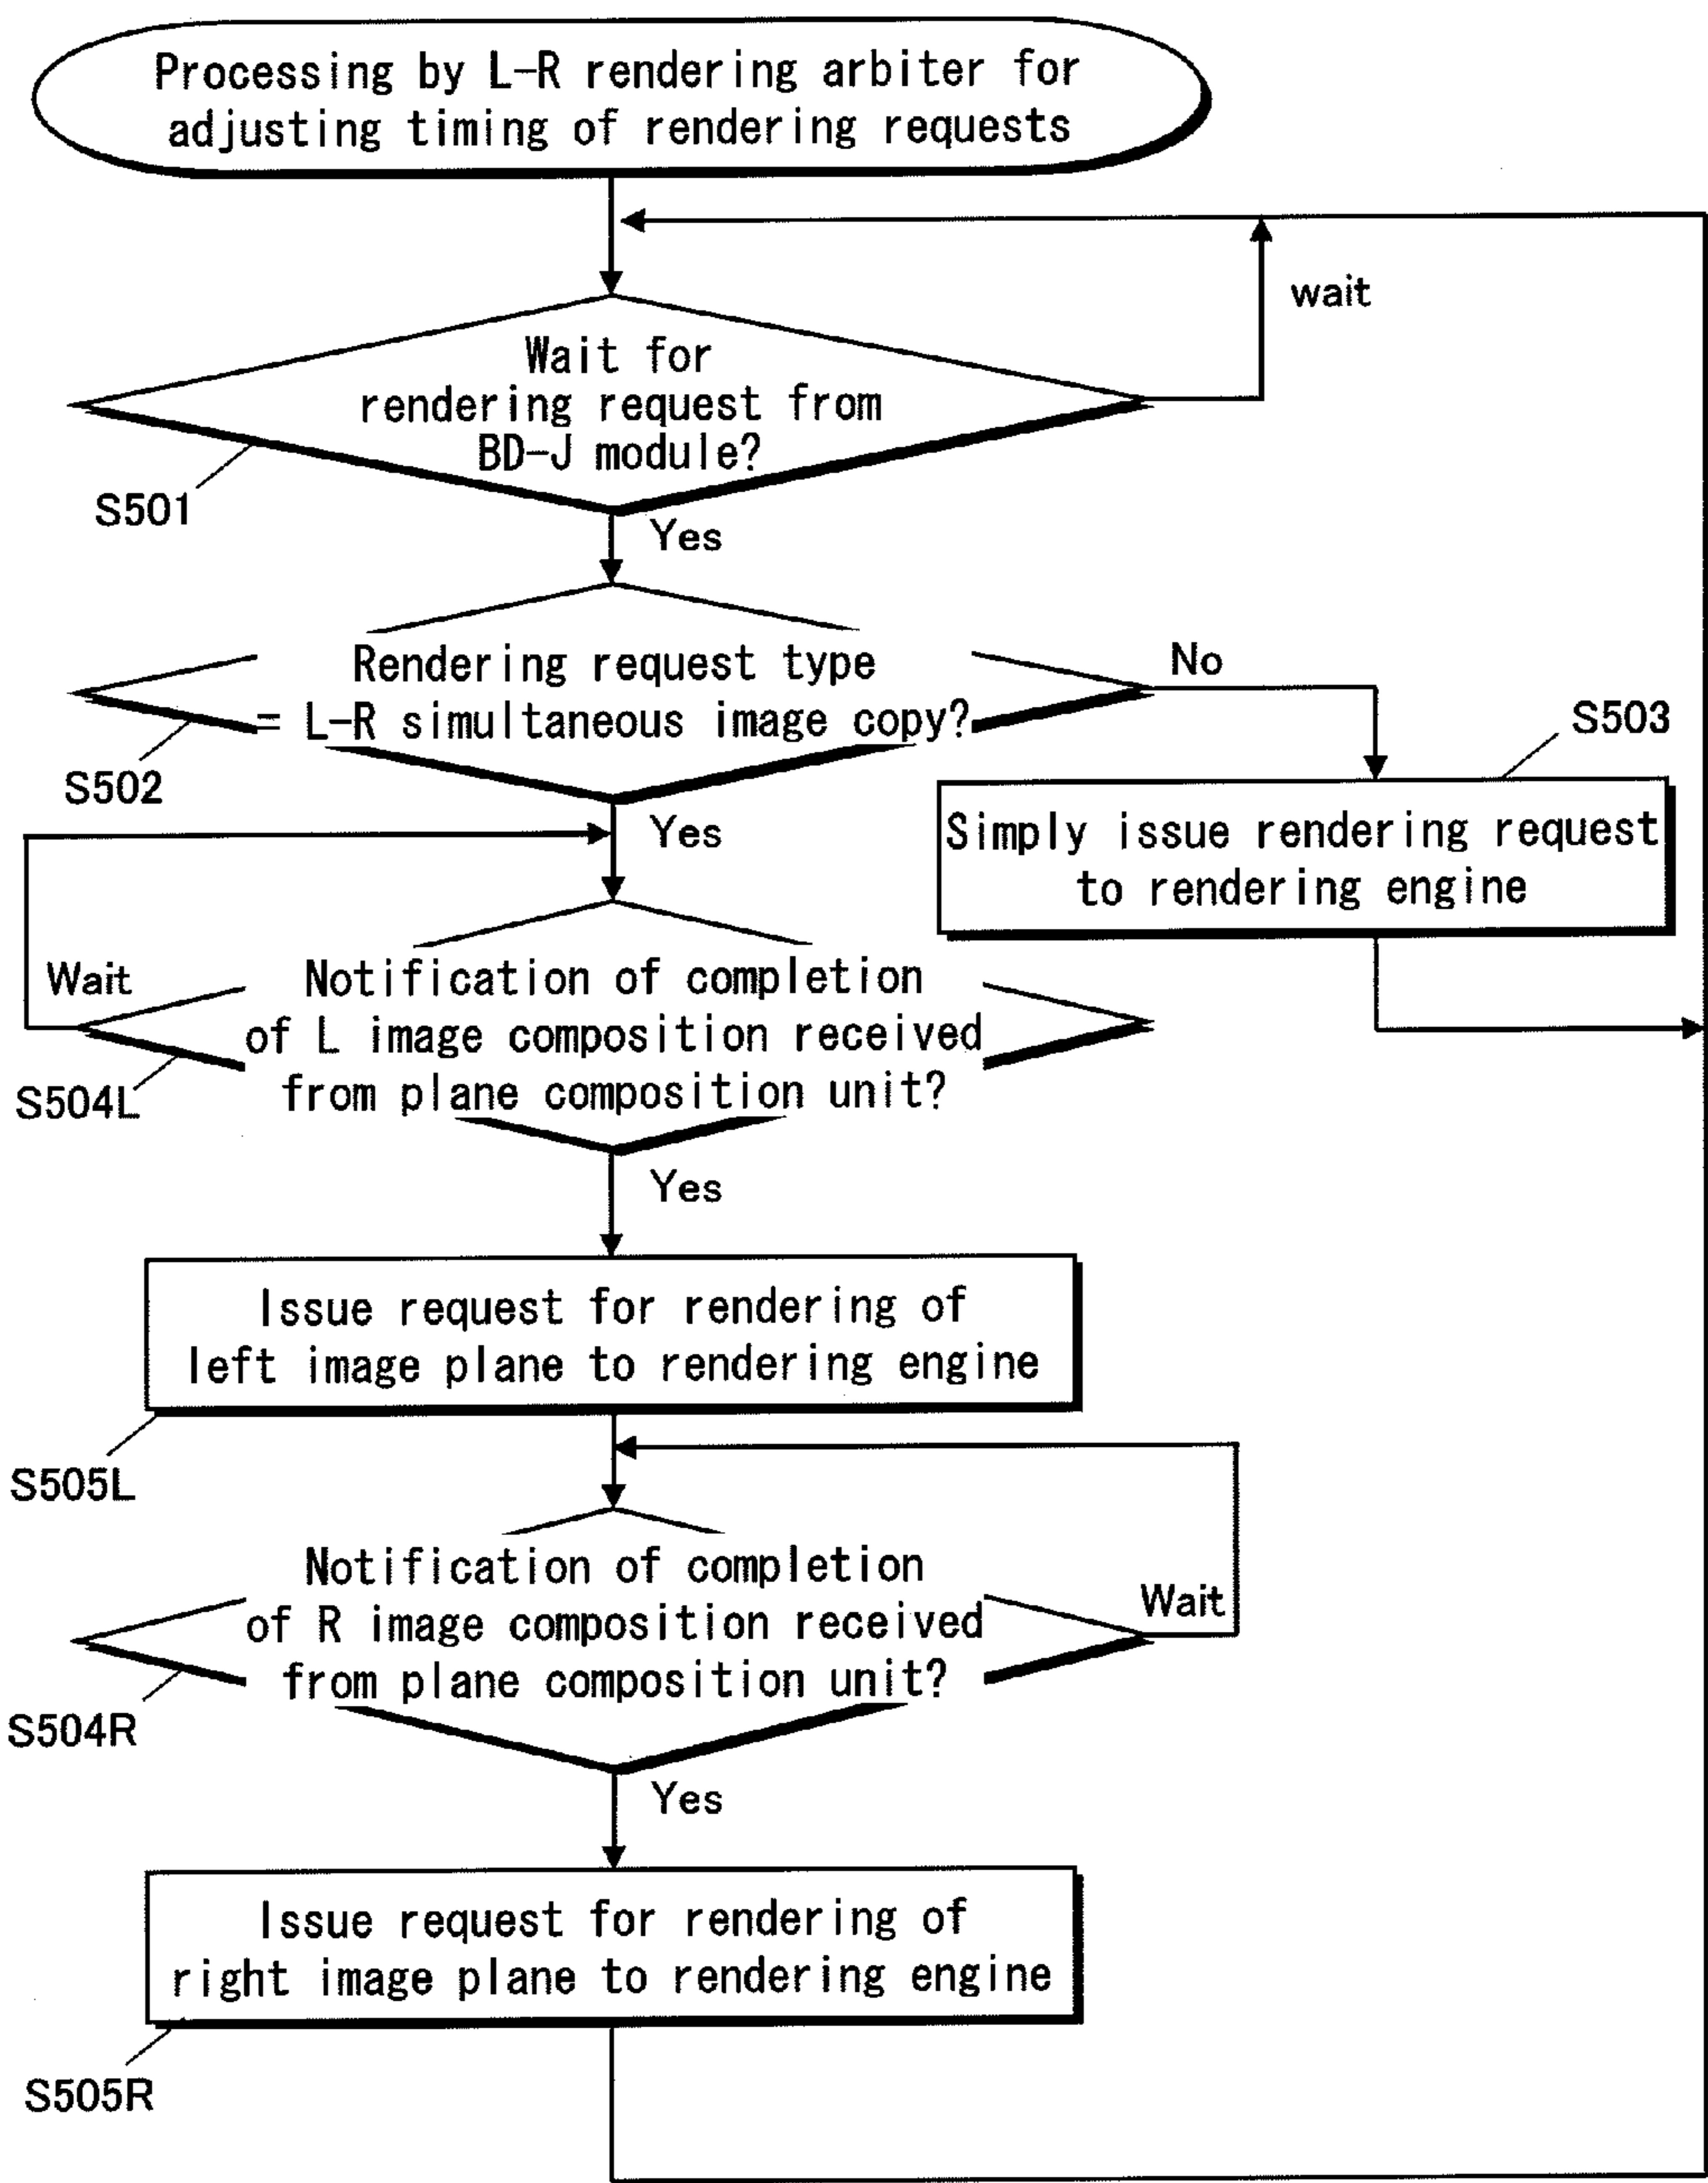 Processing by L-R rendering arbiter for
adjusting timing of rendering requests
wait
Wait for
rendering request from
BD-J module?
S501
Yes
Rendering request type
= L-R simultaneous image copy?
No
S502
S503
Yes
Simply issue rendering request
to rendering engine
Wait
Notification of completion
of L image composition received
from plane composition unit?
S504L
Yes
Issue request for rendering of
left image plane to rendering engine
S505L
Notification of completion
of R image composition received
from plane composition unit?
Wait
S504R
Yes
Issue request for rendering of
right image plane to rendering engine
S505R